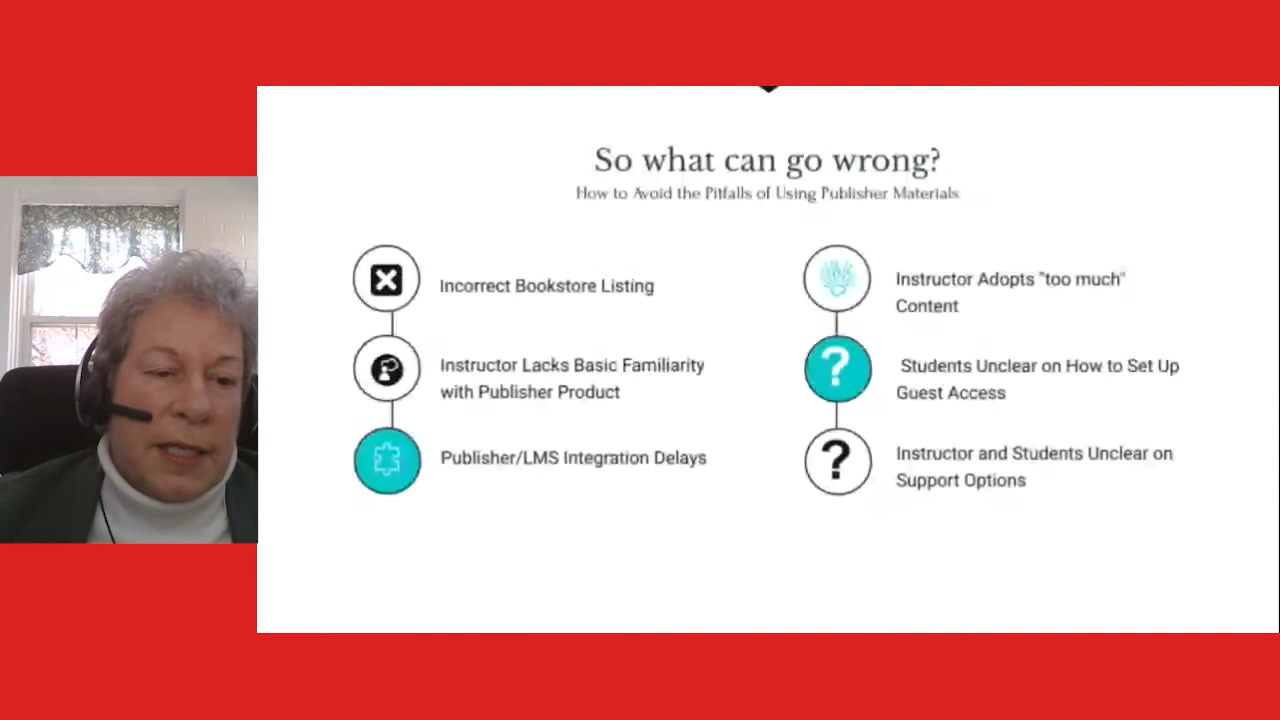 So what can go wrong?
How to Avoid the Pitfalls of Using Publisher Materials
Incorrect Bookstore Listing
Instructor Lacks Basic Familiarity
with Publisher Product
Publisher/LMS Integration Delays
Instructor Adopts "too much"
Content
Students Unclear on How to Set Up
Guest Access
Instructor and Students Unclear on
Support Options